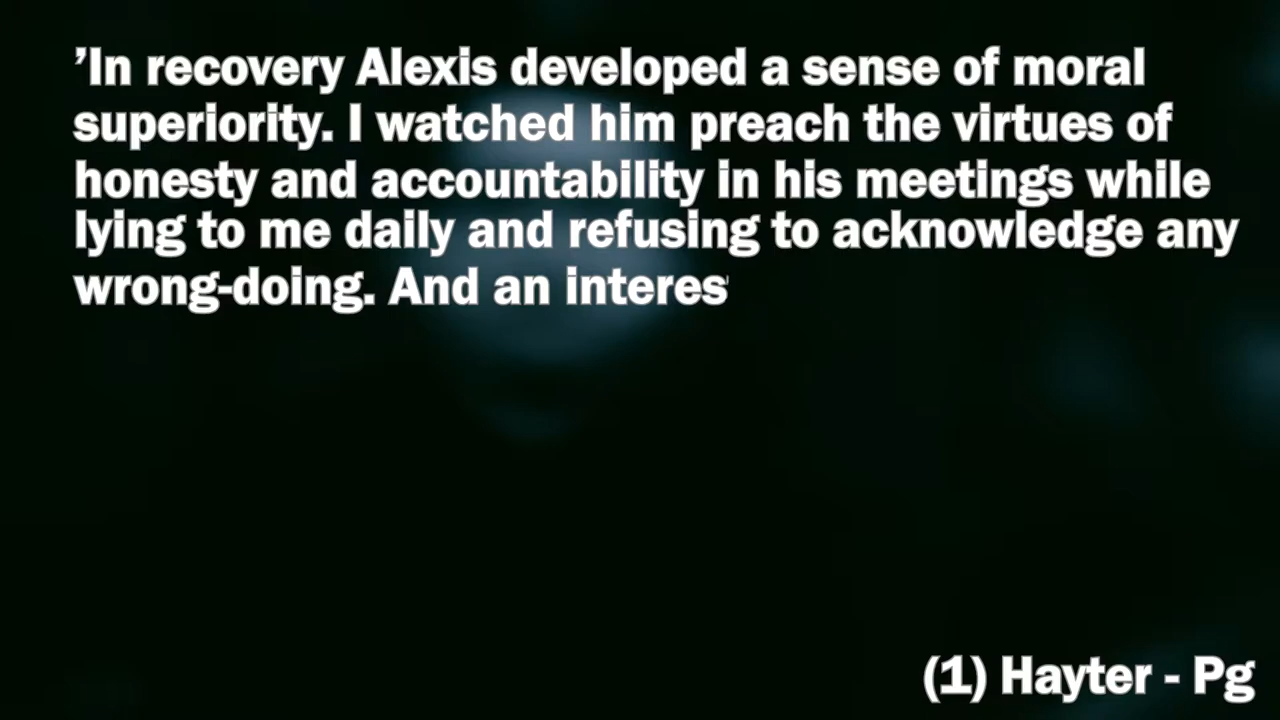 ’In recovery Alexis developed a sense of moral
superiority. I watched him preach the virtues of
honesty and accountability in his meetings while
lying to me daily and refusing to acknowledge any
wrong-doing. And an interes
(1) Hayter - Pg